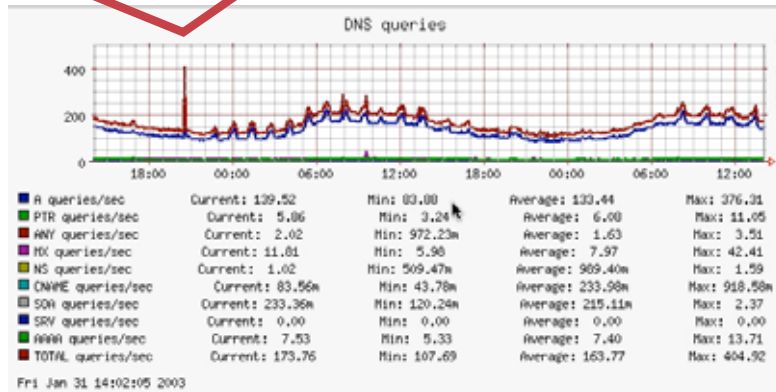 DNS queries
400
200
0
18:00 00:00 06:00 12:00 18:00 00:00 06:00 12:00
A queries/sec Current: 139.52 Min: 83.88 Average: 133.44 Max: 376.31
PTR queries/sec Current: 5.86 Min: 3.24 Average: 6.08 Max: 11.05
ANY queries/sec Current: 2.02 Min: 972.23m Average: 1.63 Max: 3.51
MX queries/sec Current: 11.81 Min: 5.98 Average: 7.97 Max: 42.41
NS queries/sec Current: 1.02 Min: 509.47m Average: 989.40m Max: 1.59
CNAME queries/sec Current: 83.56m Min: 43.78m Average: 233.98m Max: 918.58m
SOA queries/sec Current: 233.36m Min: 120.24m Average: 215.11m Max: 2.37
SRV queries/sec Current: 0.00 Min: 0.00 Average: 0.00 Max: 0.00
AAAA queries/sec Current: 7.53 Min: 5.33 Average: 7.40 Max: 13.71
TOTAL queries/sec Current: 173.76 Min: 107.69 Average: 163.77 Max: 404.92
Fri Jan 31 14:02:05 2003